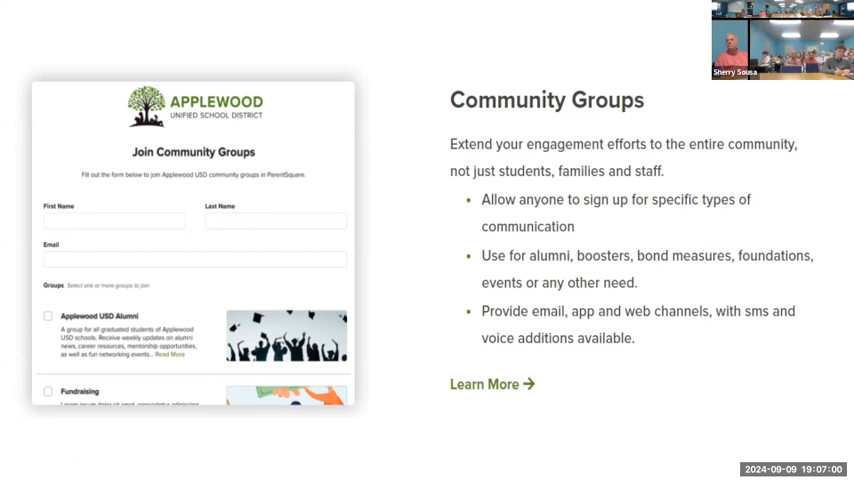 APPLEWOOD
UNIFIED SCHOOL DISTRICT
Join Community Groups
Fill out the form below to join Applewood USD community groups in ParentSquare.
First Name
Last Name
Email
Groups Select one or more groups to join
Applewood USD Alumni
A group for all graduated students of Applewood
USD schools. Receive weekly updates on alumni
news, career resources, mentorship opportunities,
as well as fun networking events... Read More
Fundraising
Community Groups
Extend your engagement efforts to the entire community,
not just students, families and staff.
• Allow anyone to sign up for specific types of
communication
• Use for alumni, boosters, bond measures, foundations,
events or any other need.
• Provide email, app and web channels, with sms and
voice additions available.
Learn More →
Sherry Sousa
2024-09-09 19:07:00